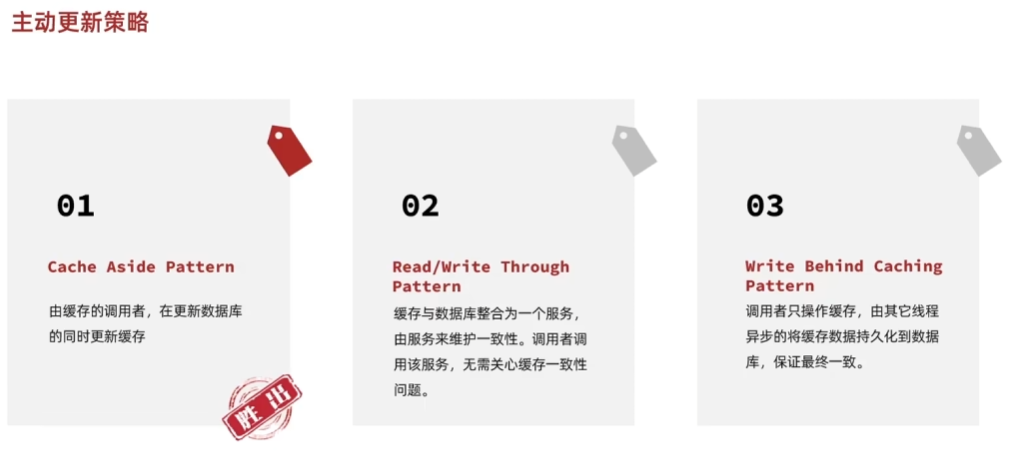 主动更新策略
01
Cache Aside Pattern
由缓存的调用者，在更新数据库
的同时更新缓存
胜出
02
Read/Write Through
Pattern
缓存与数据库整合为一个服务，
由服务来维护一致性。调用者调
用该服务，无需关心缓存一致性
问题。
03
Write Behind Caching
Pattern
调用者只操作缓存，由其它线程
异步的将缓存数据持久化到数据
库，保证最终一致。